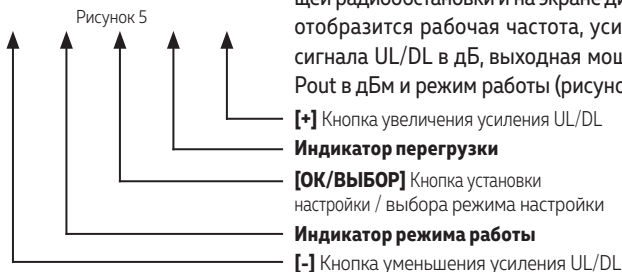 щей радиообстановки и на экране ди
Рисунок 5
отобразится рабочая частота, уси
сигнала UL/DL в дБ, выходная мощ
Pout в дБм и режим работы (рисуно
[+] Кнопка увеличения усиления UL/DL
Индикатор перегрузки
[ОК/ВЫБОР] Кнопка установки
настройки / выбора режима настройки
Индикатор режима работы
[-] Кнопка уменьшения усиления UL/DL